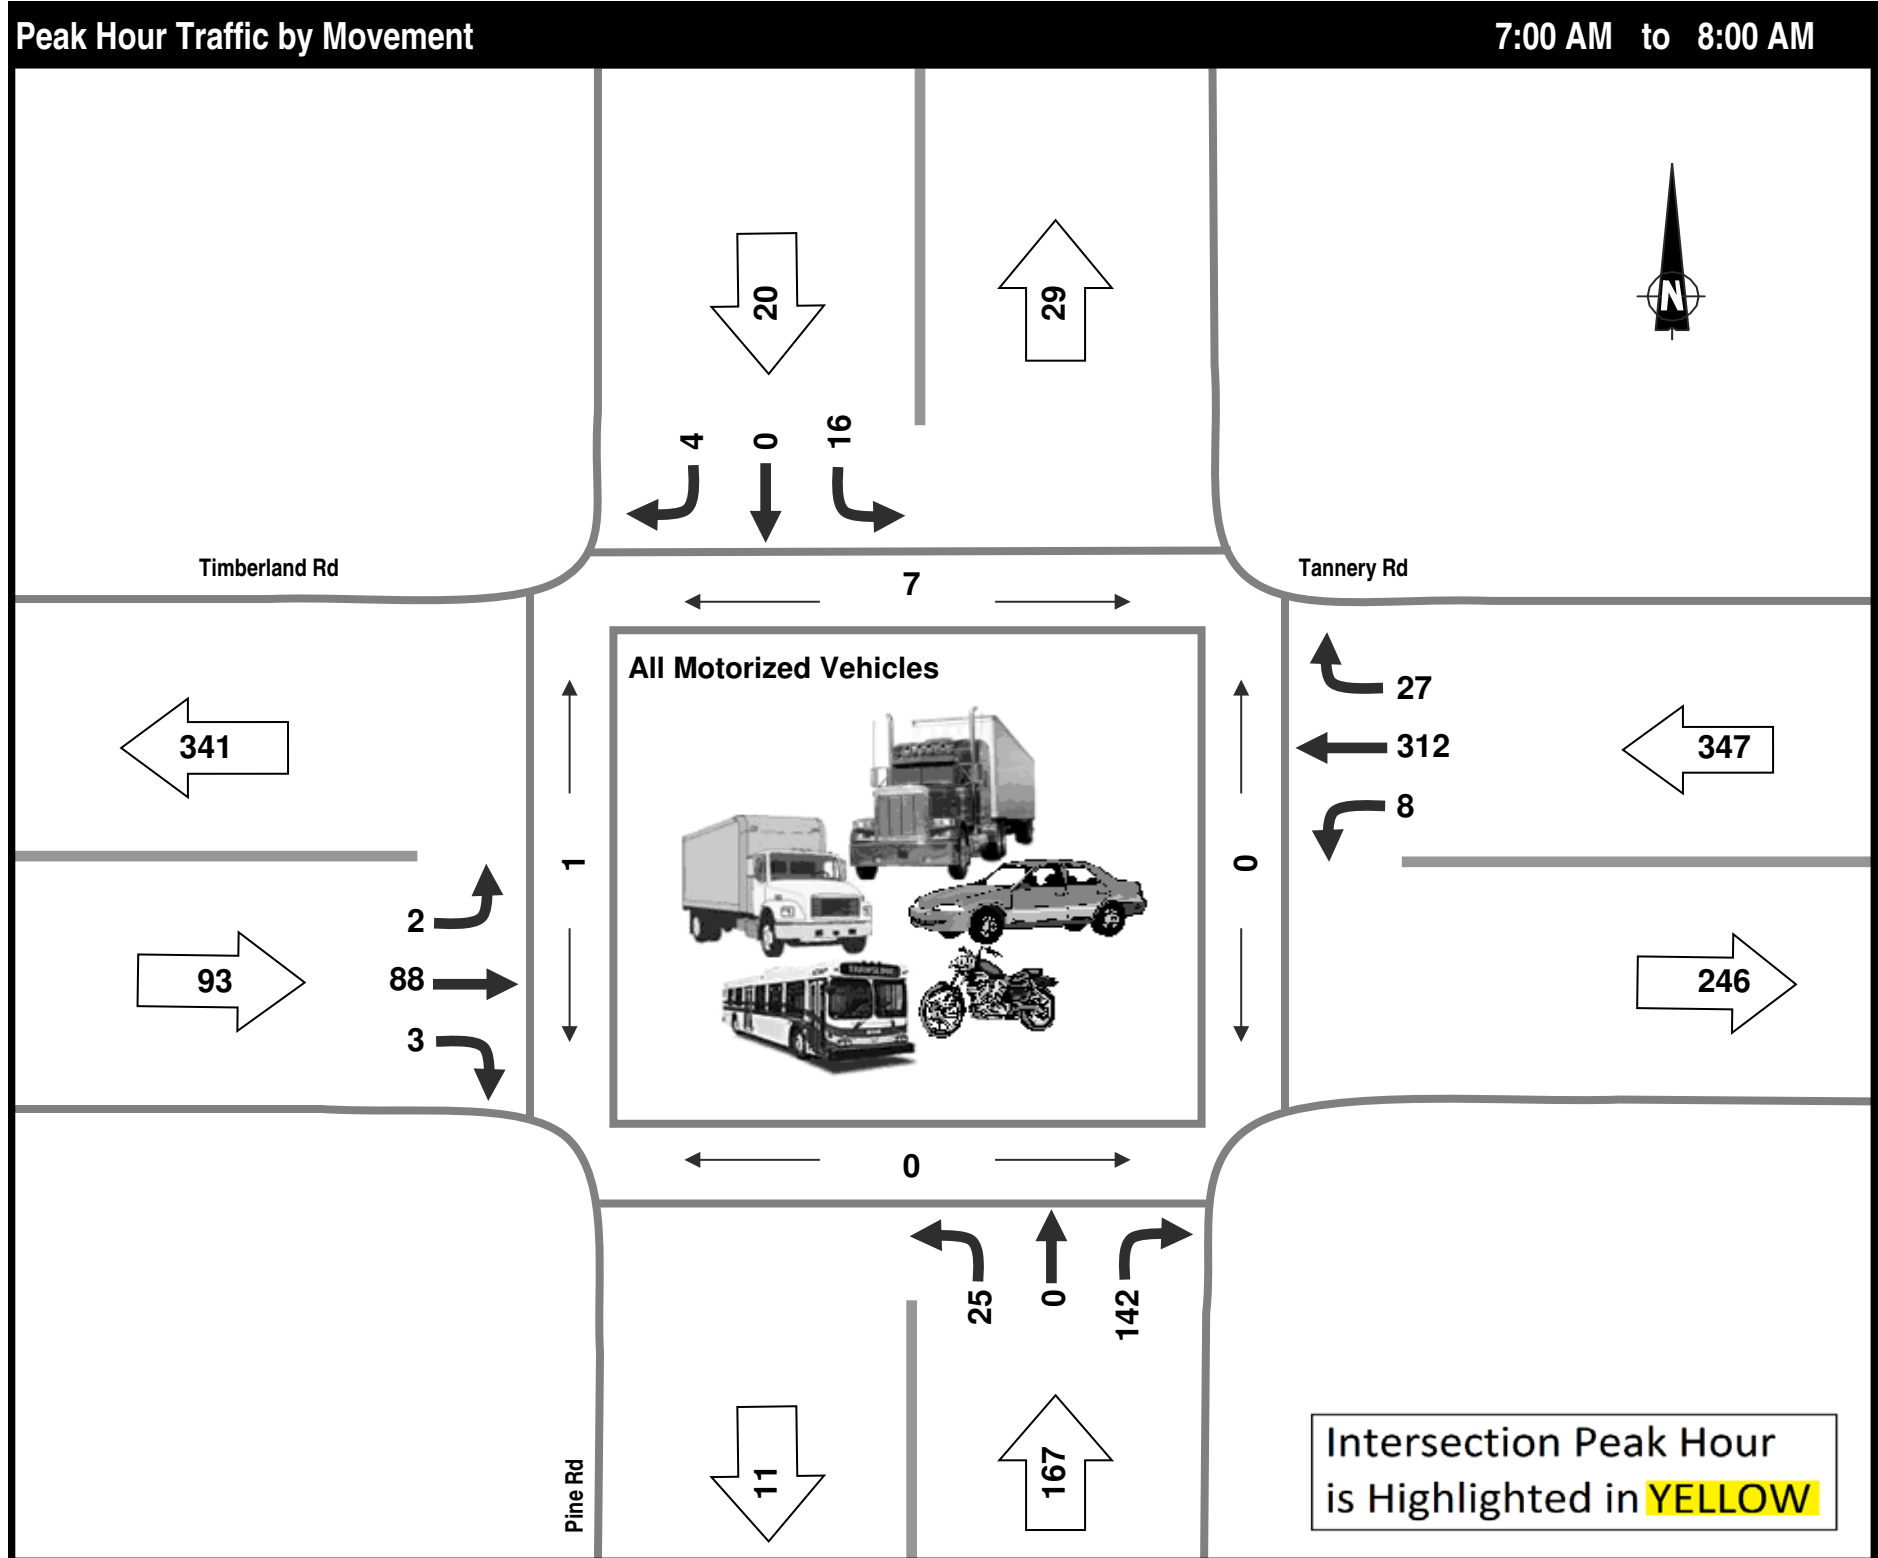 Peak Hour Traffic by Movement 7:00 AM to 8:00 AM
20 29
4 0 16
Timberland Rd Tannery Rd
7
All Motorized Vehicles
27
341 312 347
8
1 0
2
93 88 246
3
0
25 0 142
Pine Rd
11 167
Intersection Peak Hour
is Highlighted in YELLOW
N